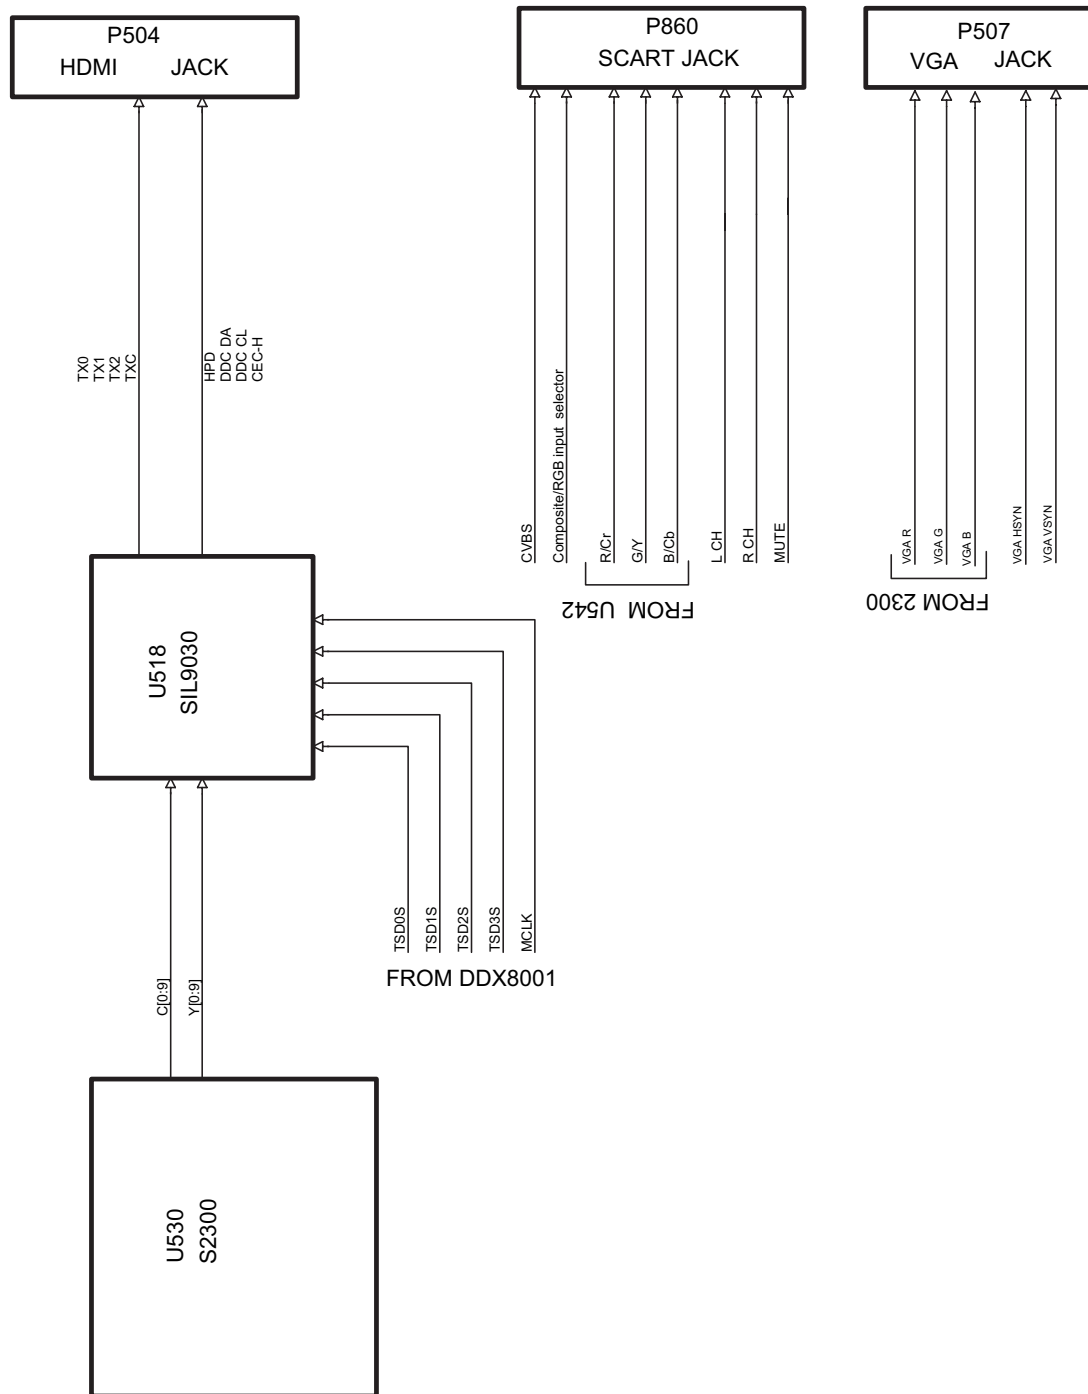 P504
HDMI JACK
P860
SCART JACK
P507
VGA JACK
TX0
TX1
TX2
TXC
HPD
DDC DA
DDC CL
CEC-H
CVBS
Composite/RGB input selector
R/Cr
G/Y
B/Cb
L CH
R CH
MUTE
FROM U542
VGA R
VGA G
VGA B
VGA HSYN
VGA VSYN
FROM 2300
U518
SIL9030
TSD0S
TSD1S
TSD2S
TSD3S
MCLK
FROM DDX8001
C[0:9]
Y[0:9]
U530
S2300